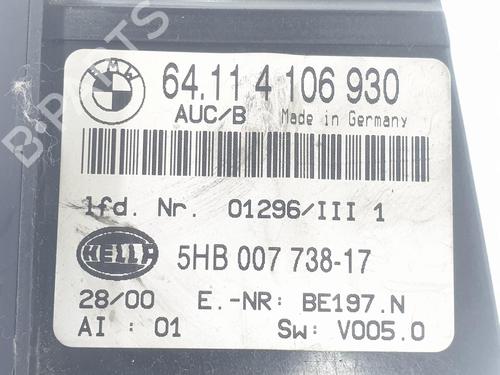 BMW
64.11 4 106 930
AUC/B Made in Germany
lfd. Nr. 01296/III 1
HELLA 5HB 007 738-17
28/00 E.-NR: BE197.N
AI : 01 Sw: V005.0
B-PARTS